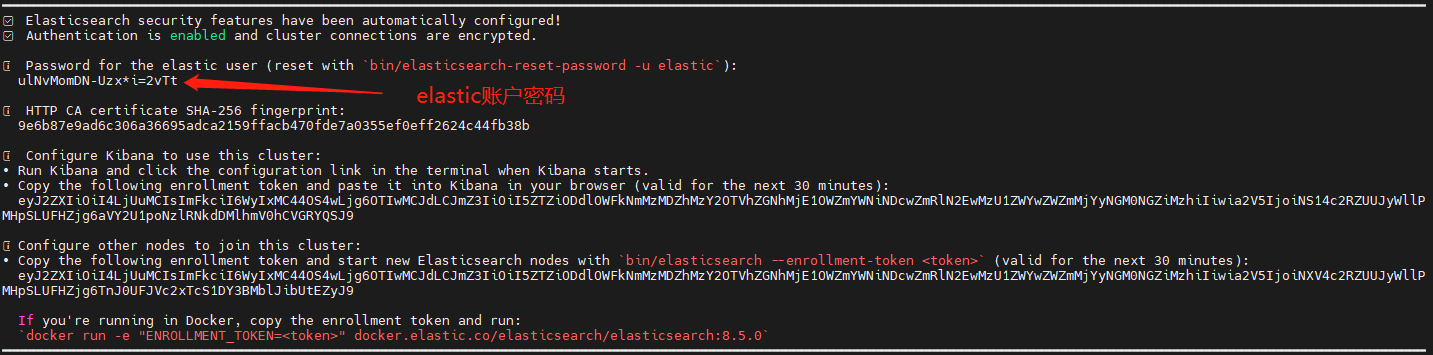 Elasticsearch security features have been automatically configured!
Authentication is enabled and cluster connections are encrypted.
Password for the elastic user (reset with `bin/elasticsearch-reset-password -u elastic`):
ulNvMomDN-Uzx*i=2vTt
elastic账户密码
HTTP CA certificate SHA-256 fingerprint:
9e6b87e9ad6c306a36695adca2159ffacb470fde7a0355ef0eff2624c44fb38b
Configure Kibana to use this cluster:
• Run Kibana and click the configuration link in the terminal when Kibana starts.
• Copy the following enrollment token and paste it into Kibana in your browser (valid for the next 30 minutes):
eyJ2ZXIiOiI4LjUuMCIsImFkciI6WyIxMC44OS4wLjg6OTIwMCJdLCJmZ3IiOiI5ZTZiODdlOWFkNmMzMDZhMzY2OTVhZGNhMjE1OWZmYWNiNDcwZmRlN2EwMzU1ZWYwZWZmMjYyNGM0NGZiMzhiIiwia2V5IjoiNS14c2RZUUJyWllP
MHpSLUFHZjg6aVY2U1poNzlRNkdDMlhmV0hCVGRYQSJ9
Configure other nodes to join this cluster:
• Copy the following enrollment token and start new Elasticsearch nodes with `bin/elasticsearch --enrollment-token <token>` (valid for the next 30 minutes):
eyJ2ZXIiOiI4LjUuMCIsImFkciI6WyIxMC44OS4wLjg6OTIwMCJdLCJmZ3IiOiI5ZTZiODdlOWFkNmMzMDZhMzY2OTVhZGNhMjE1OWZmYWNiNDcwZmRlN2EwMzU1ZWYwZWZmMjYyNGM0NGZiMzhiIiwia2V5IjoiNXV4c2RZUUJyWllP
MHpSLUFHZjg6TnJ0UFJVc2xTcS1DY3BMblJibUtEZyJ9
If you're running in Docker, copy the enrollment token and run:
`docker run -e "ENROLLMENT_TOKEN=<token>" docker.elastic.co/elasticsearch/elasticsearch:8.5.0`